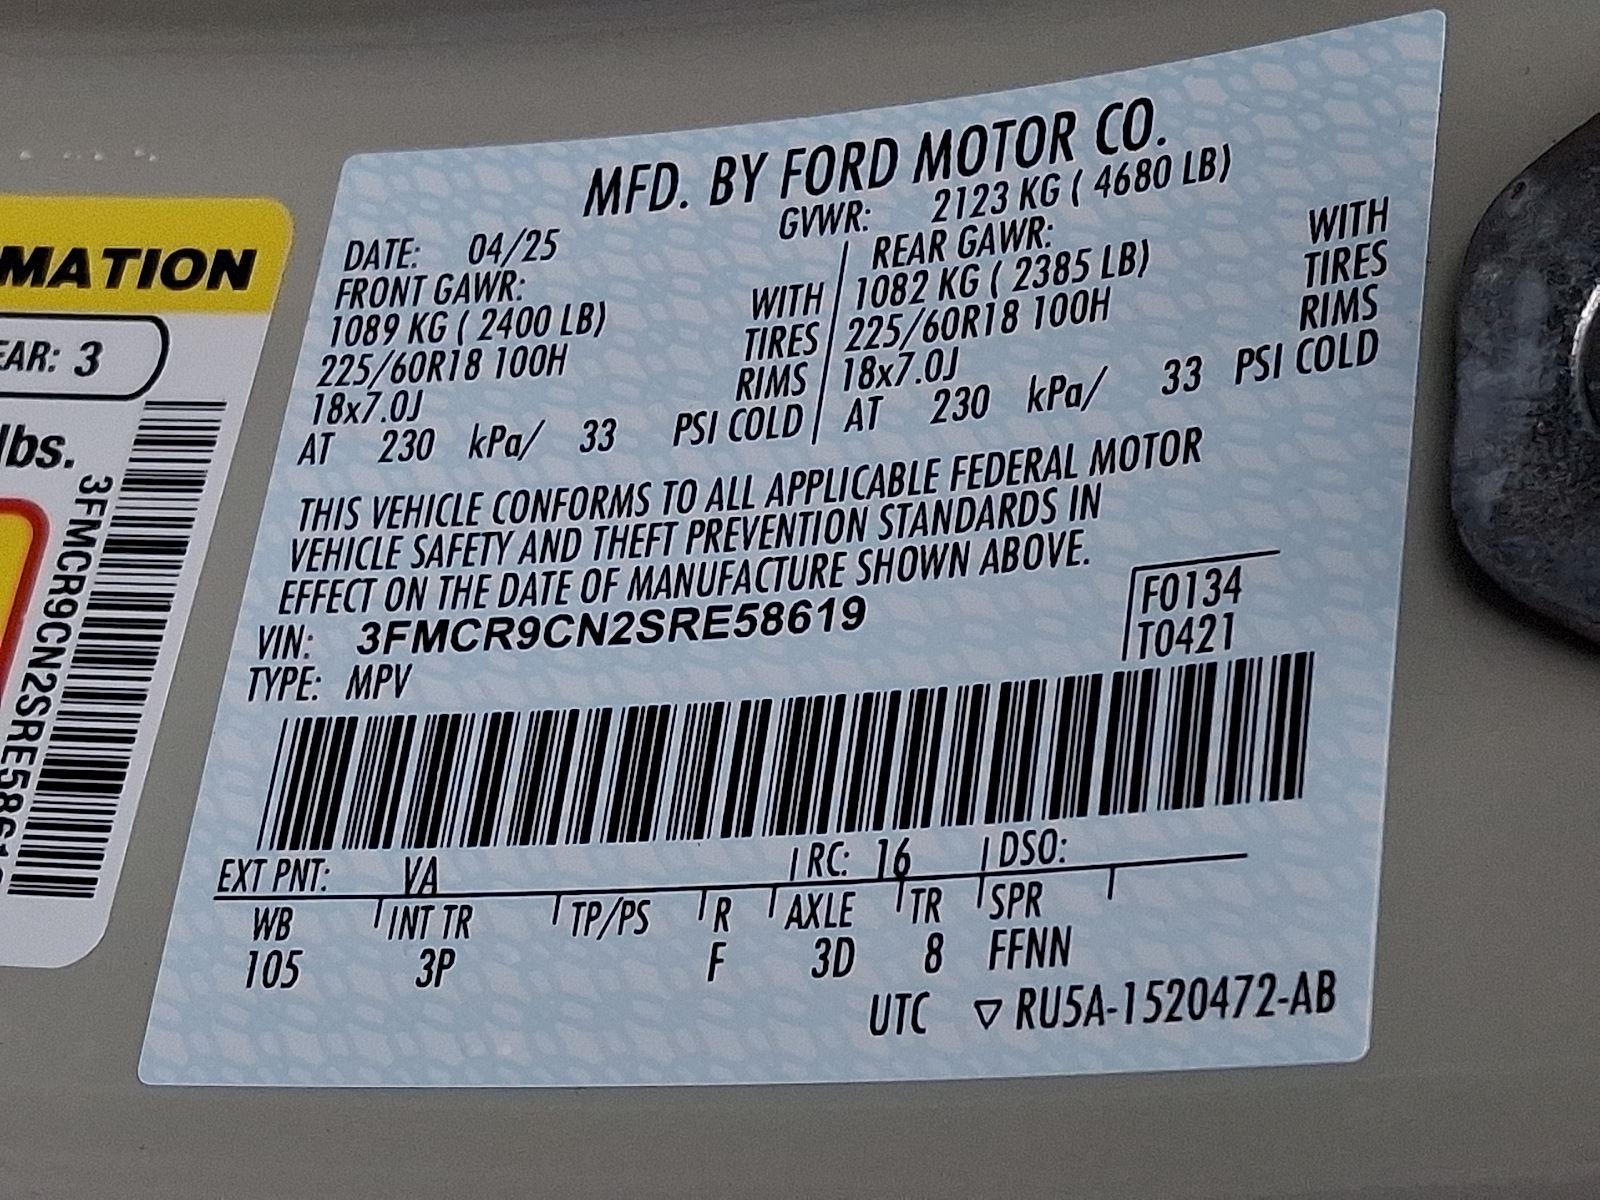 MATION
EAR: 3
lbs.
3FMCR9CN2SRE5861
MFD. BY FORD MOTOR CO.
DATE: 04/25 GVWR: 2123 KG ( 4680 LB)
FRONT GAWR: REAR GAWR:
1089 KG ( 2400 LB) WITH 1082 KG ( 2385 LB) WITH
225/60R18 100H TIRES 225/60R18 100H TIRES
18x7.0J RIMS 18x7.0J RIMS
AT 230 kPa/ 33 PSI COLD AT 230 kPa/ 33 PSI COLD
THIS VEHICLE CONFORMS TO ALL APPLICABLE FEDERAL MOTOR
VEHICLE SAFETY AND THEFT PREVENTION STANDARDS IN
EFFECT ON THE DATE OF MANUFACTURE SHOWN ABOVE.
VIN: 3FMCR9CN2SRE58619 F0134
TYPE: MPV T0421
EXT PNT: VA RC: 16 DSO:
WB INT TR TP/PS R AXLE TR SPR
105 3P F 3D 8 FFNN
UTC ▽ RU5A-1520472-AB